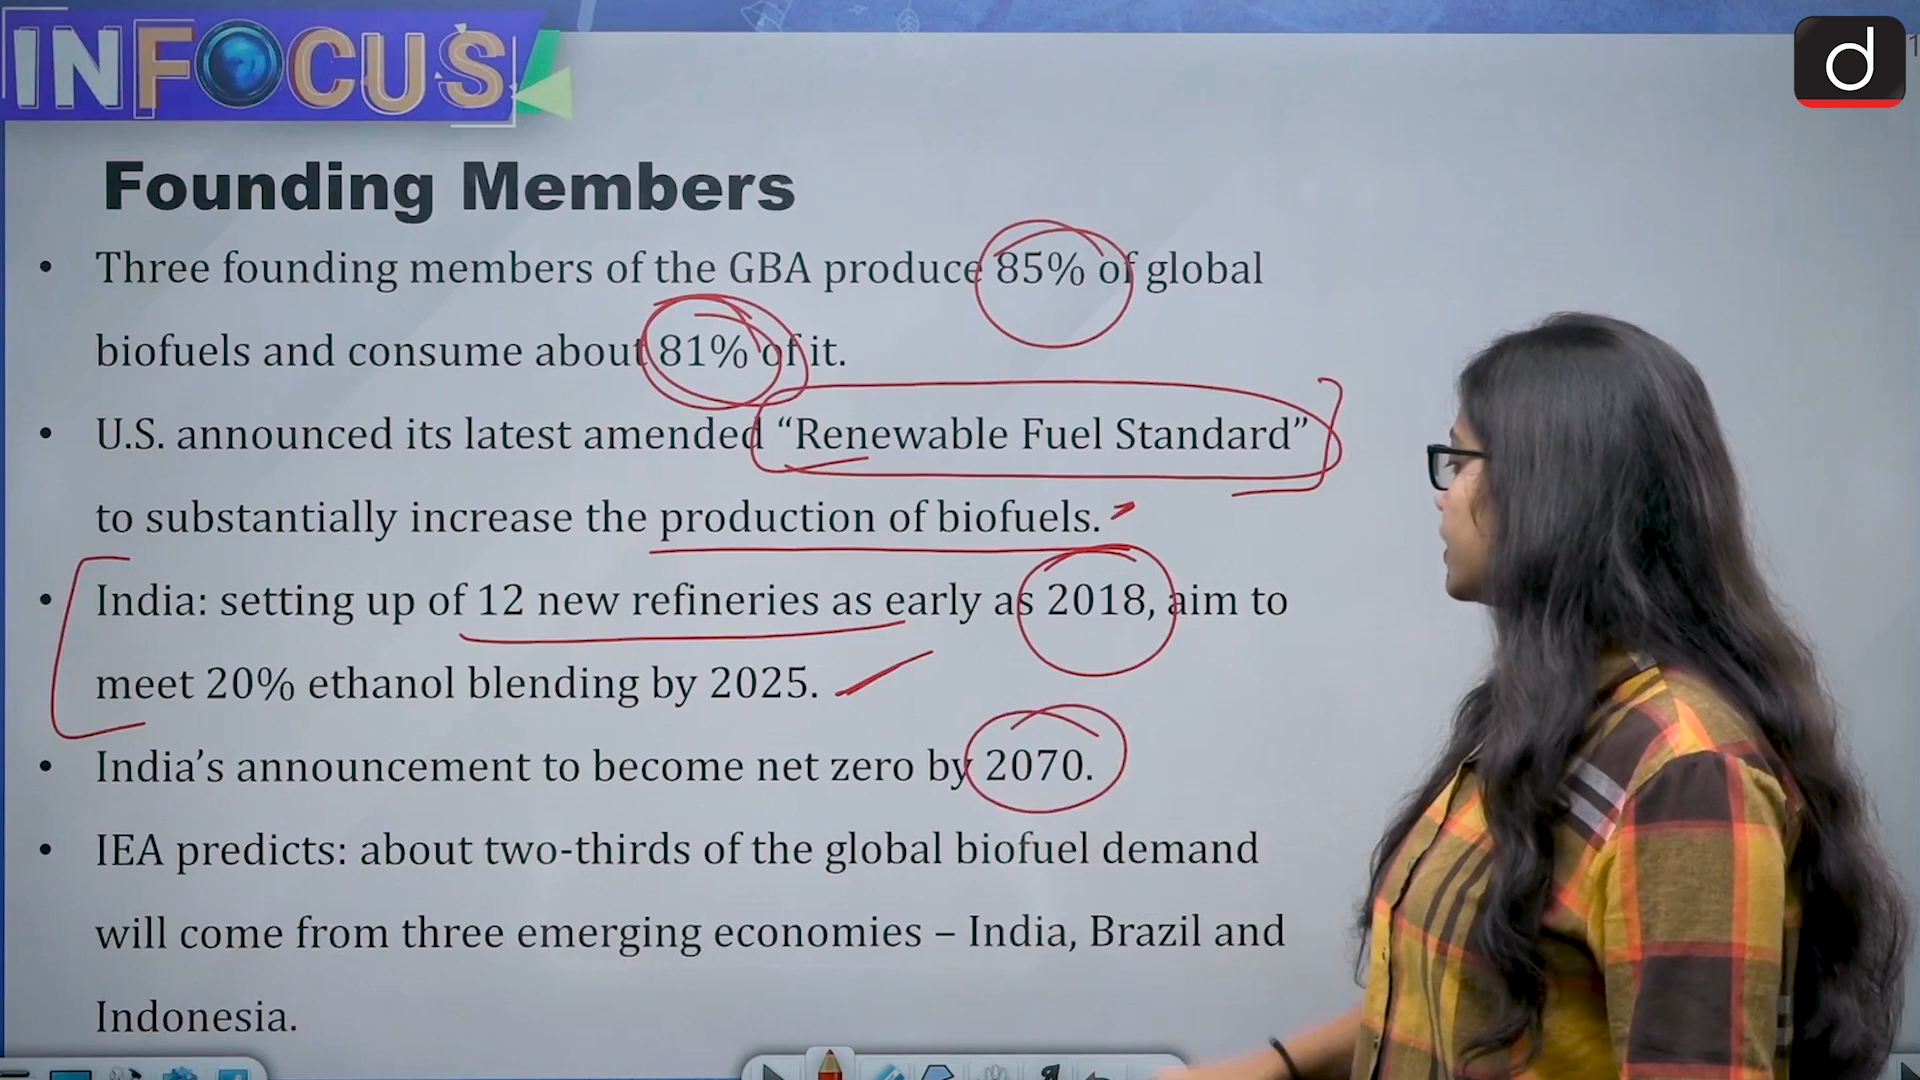 INFOCUS
d
1
Founding Members
• Three founding members of the GBA produce 85% of global
biofuels and consume about 81% of it.
• U.S. announced its latest amended “Renewable Fuel Standard”
to substantially increase the production of biofuels.
• India: setting up of 12 new refineries as early as 2018, aim to
meet 20% ethanol blending by 2025.
• India’s announcement to become net zero by 2070.
• IEA predicts: about two-thirds of the global biofuel demand
will come from three emerging economies – India, Brazil and
Indonesia.